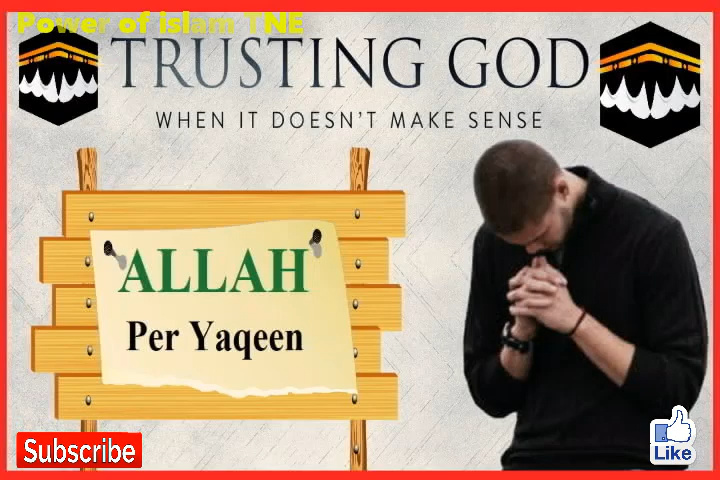 Power of islam TNE
TRUSTING GOD
WHEN IT DOESN'T MAKE SENSE
ALLAH
Per Yaqeen
Subscribe
Like